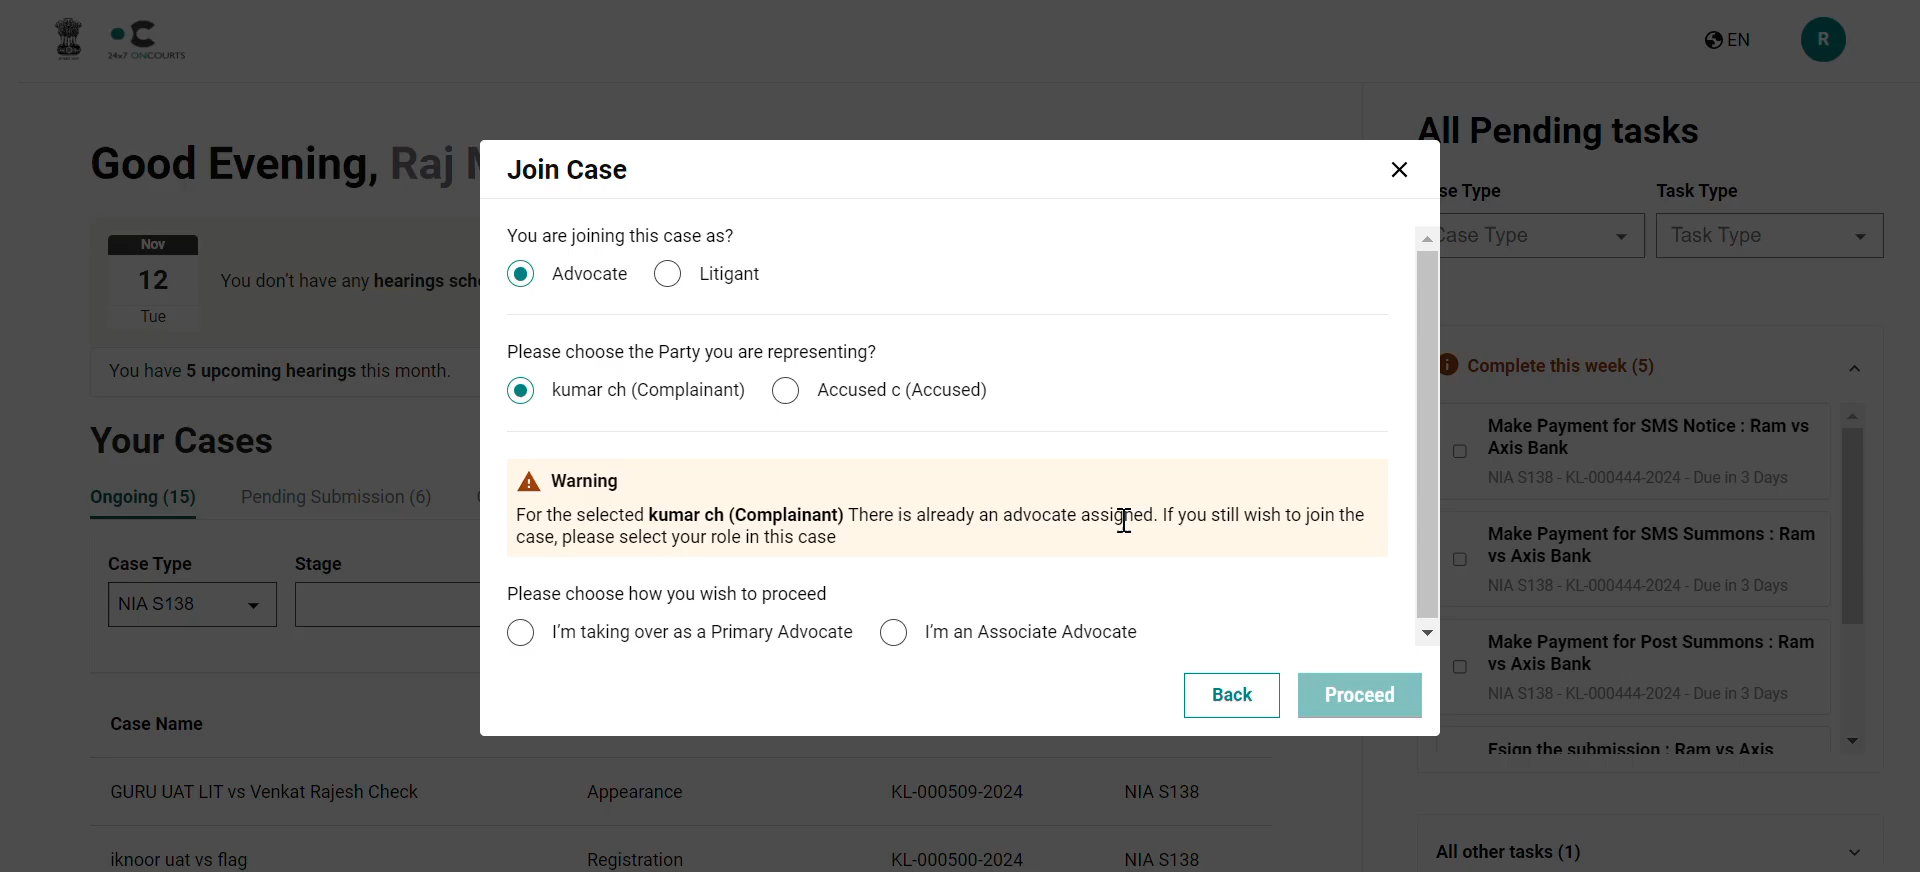 24x7 ONCOURTS
EN
R
Good Evening, Raj
All Pending tasks
Join Case
se Type
Task Type
Case Type
Task Type
You are joining this case as?
Advocate
Litigant
Nov
12
Tue
You don't have any hearings sch
You have 5 upcoming hearings this month.
Please choose the Party you are representing?
kumar ch (Complainant)
Accused c (Accused)
Complete this week (5)
Make Payment for SMS Notice : Ram vs
Axis Bank
NIA S138 - KL-000444-2024 - Due in 3 Days
Your Cases
Warning
For the selected kumar ch (Complainant) There is already an advocate assigned. If you still wish to join the
case, please select your role in this case
Ongoing (15)
Pending Submission (6)
Make Payment for SMS Summons : Ram
vs Axis Bank
NIA S138 - KL-000444-2024 - Due in 3 Days
Case Type
Stage
NIA S138
Please choose how you wish to proceed
I'm taking over as a Primary Advocate
I'm an Associate Advocate
Make Payment for Post Summons : Ram
vs Axis Bank
NIA S138 - KL-000444-2024 - Due in 3 Days
Back
Proceed
Case Name
Esign the submission : Ram vs Axis
GURU UAT LIT vs Venkat Rajesh Check
Appearance
KL-000509-2024
NIA S138
iknoor uat vs flag
Registration
KL-000500-2024
NIA S138
All other tasks (1)